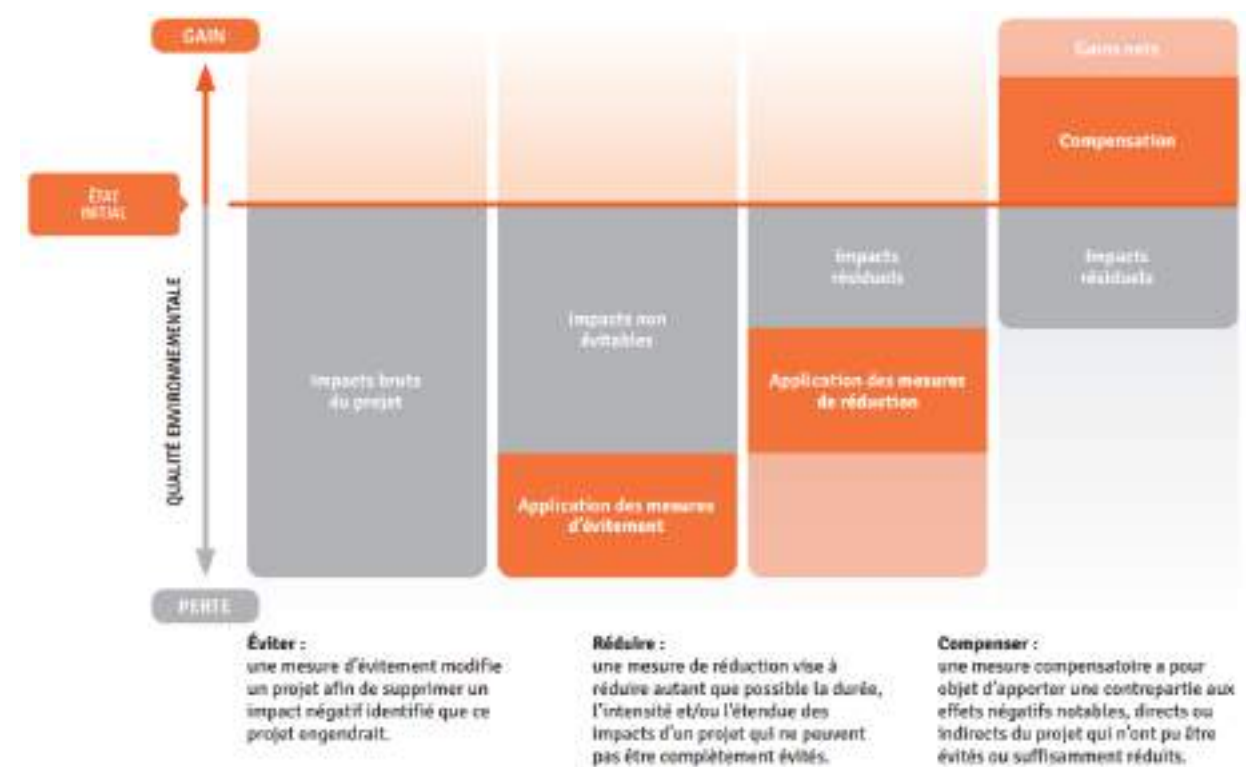 GAIN
ÉTAT
INITIAL
QUALITÉ ENVIRONNEMENTALE
PERTE
Impacts bruts
du projet
Impacts non
évitables
Application des mesures
d'évitement
Impacts
résiduels
Application des mesures
de réduction
Gains nets
Compensation
Impacts
résiduels
Éviter :
une mesure d'évitement modifie
un projet afin de supprimer un
impact négatif identifié que ce
projet engendrait.
Réduire :
une mesure de réduction vise à
réduire autant que possible la durée,
l'intensité et/ou l'étendue des
impacts d'un projet qui ne peuvent
pas être complètement évités.
Compenser :
une mesure compensatoire a pour
objet d'apporter une contrepartie aux
effets négatifs notables, directs ou
indirects du projet qui n'ont pu être
évités ou suffisamment réduits.